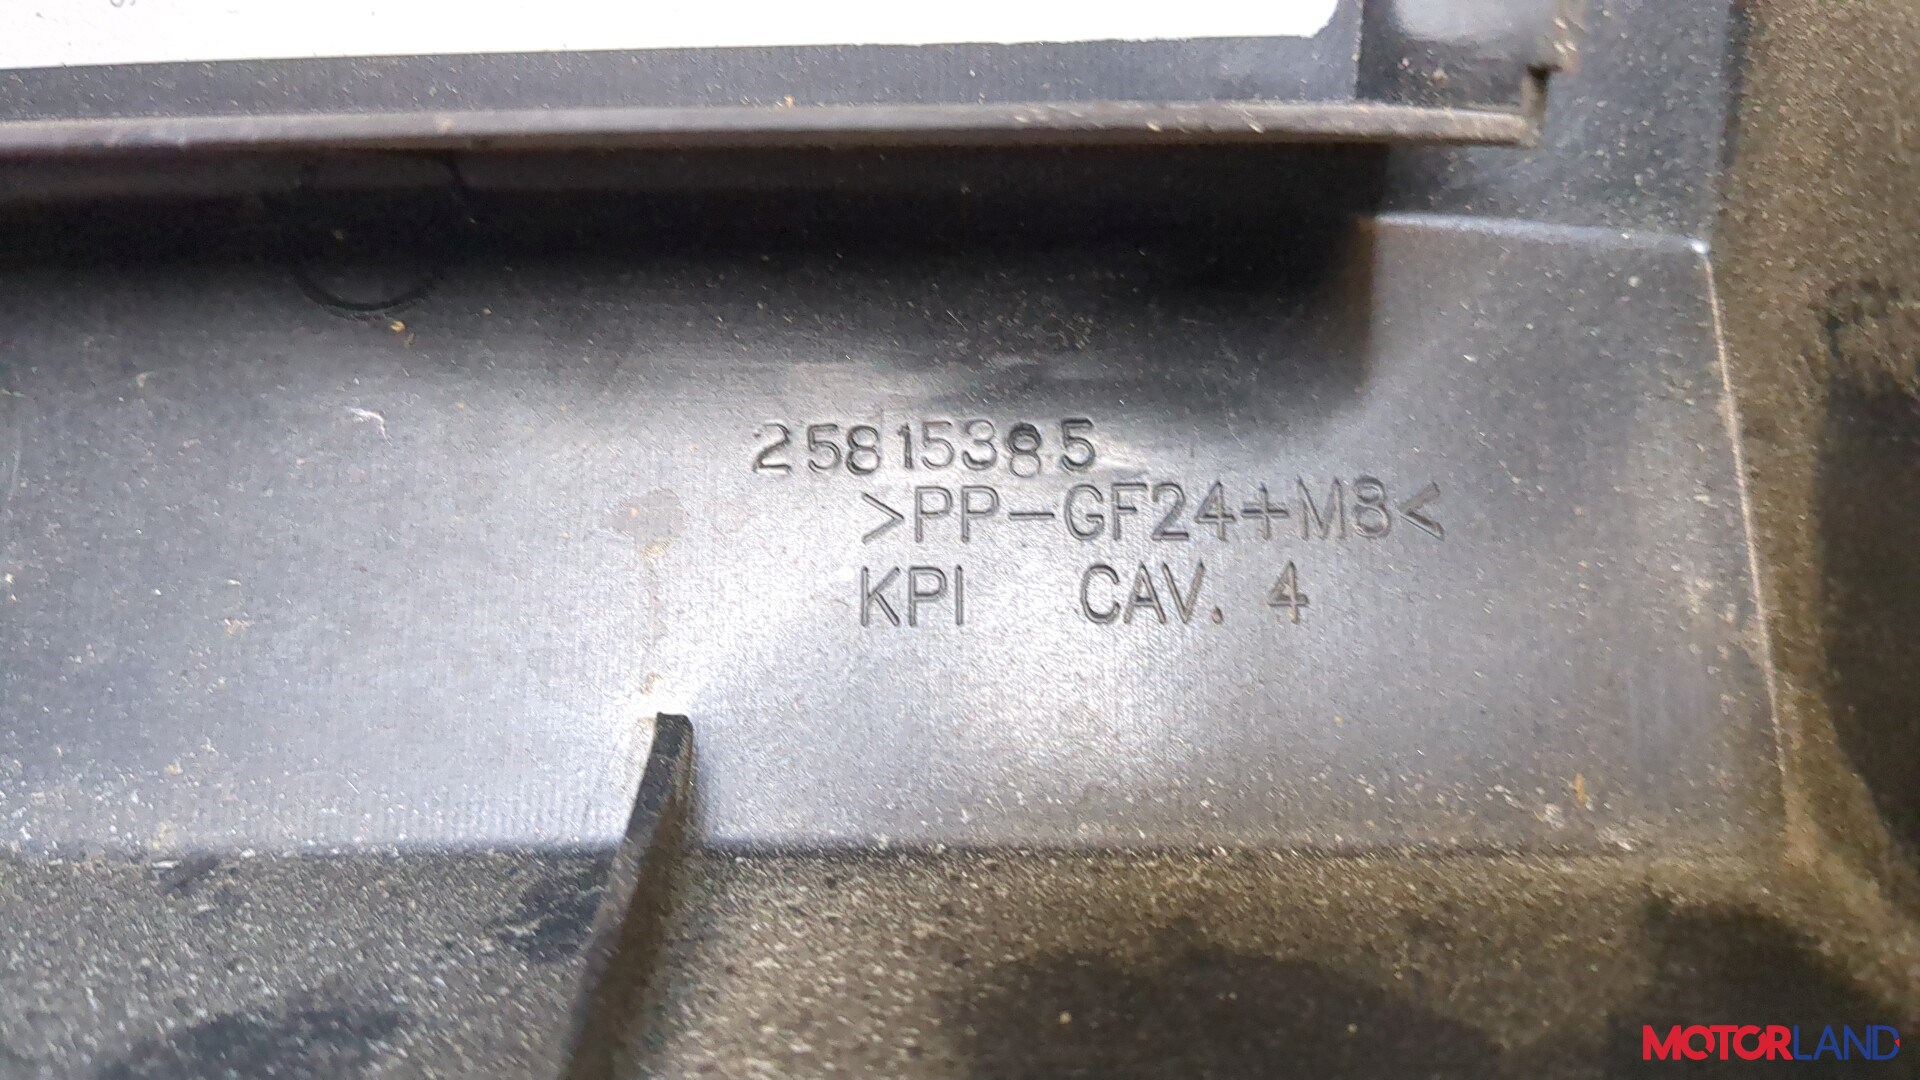 25815385
>PP-GF24+M8<
KPI CAV. 4
MOTORLAND